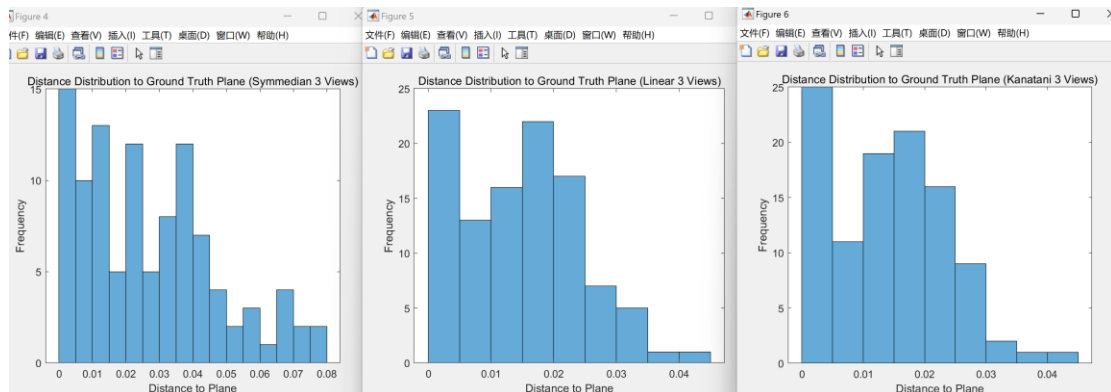 Figure 4
件(F) 编辑(E) 查看(V) 插入(I) 工具(T) 桌面(D) 窗口(W) 帮助(H)
Distance Distribution to Ground Truth Plane (Symmedian 3 Views)
15
10
5
0
Frequency
0 0.01 0.02 0.03 0.04 0.05 0.06 0.07 0.08
Distance to Plane
Figure 5
文件(F) 编辑(E) 查看(V) 插入(I) 工具(T) 桌面(D) 窗口(W) 帮助(H)
Distance Distribution to Ground Truth Plane (Linear 3 Views)
25
20
15
10
5
0
Frequency
0 0.01 0.02 0.03 0.04
Distance to Plane
Figure 6
文件(F) 编辑(E) 查看(V) 插入(I) 工具(T) 桌面(D) 窗口(W) 帮助(H)
Distance Distribution to Ground Truth Plane (Kanatani 3 Views)
25
20
15
10
5
0
Frequency
0 0.01 0.02 0.03 0.04
Distance to Plane